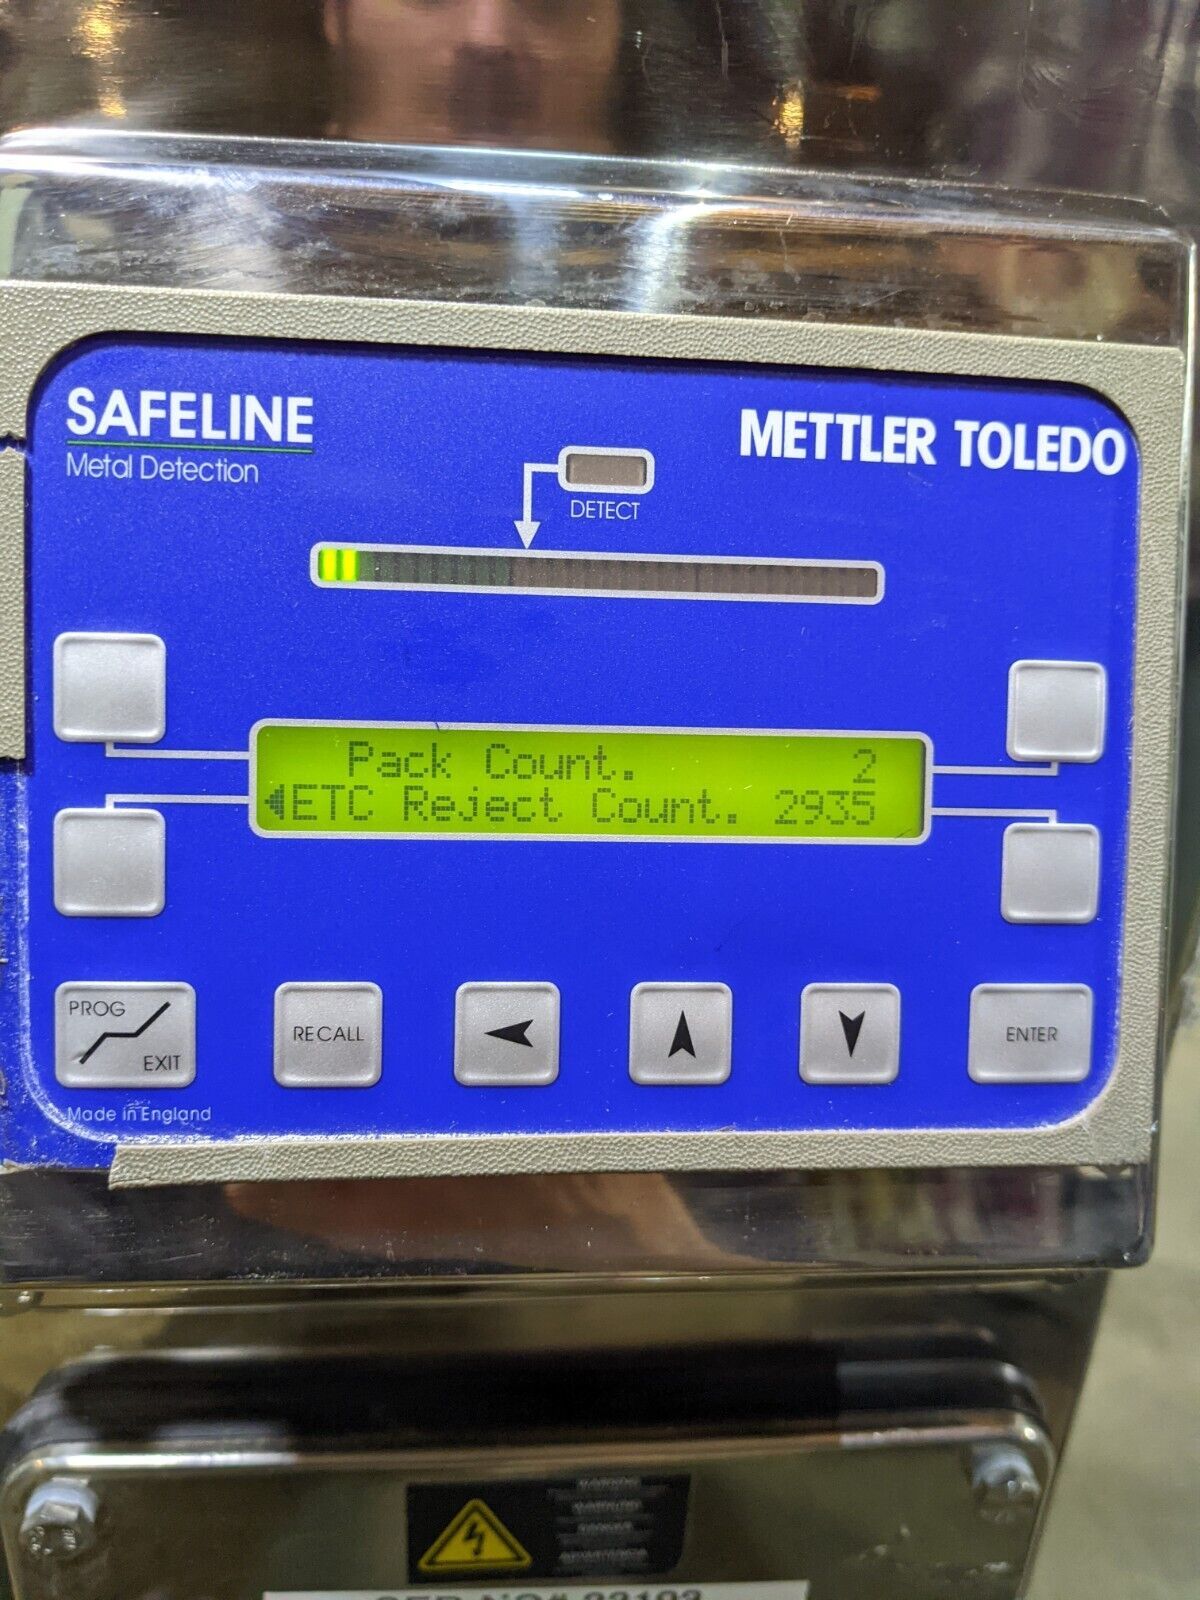 SAFELINE
Metal Detection
METTLER TOLEDO
DETECT
Pack Count. 2
ETC Reject Count. 2935
PROG
EXIT
RECALL
ENTER
Made in England